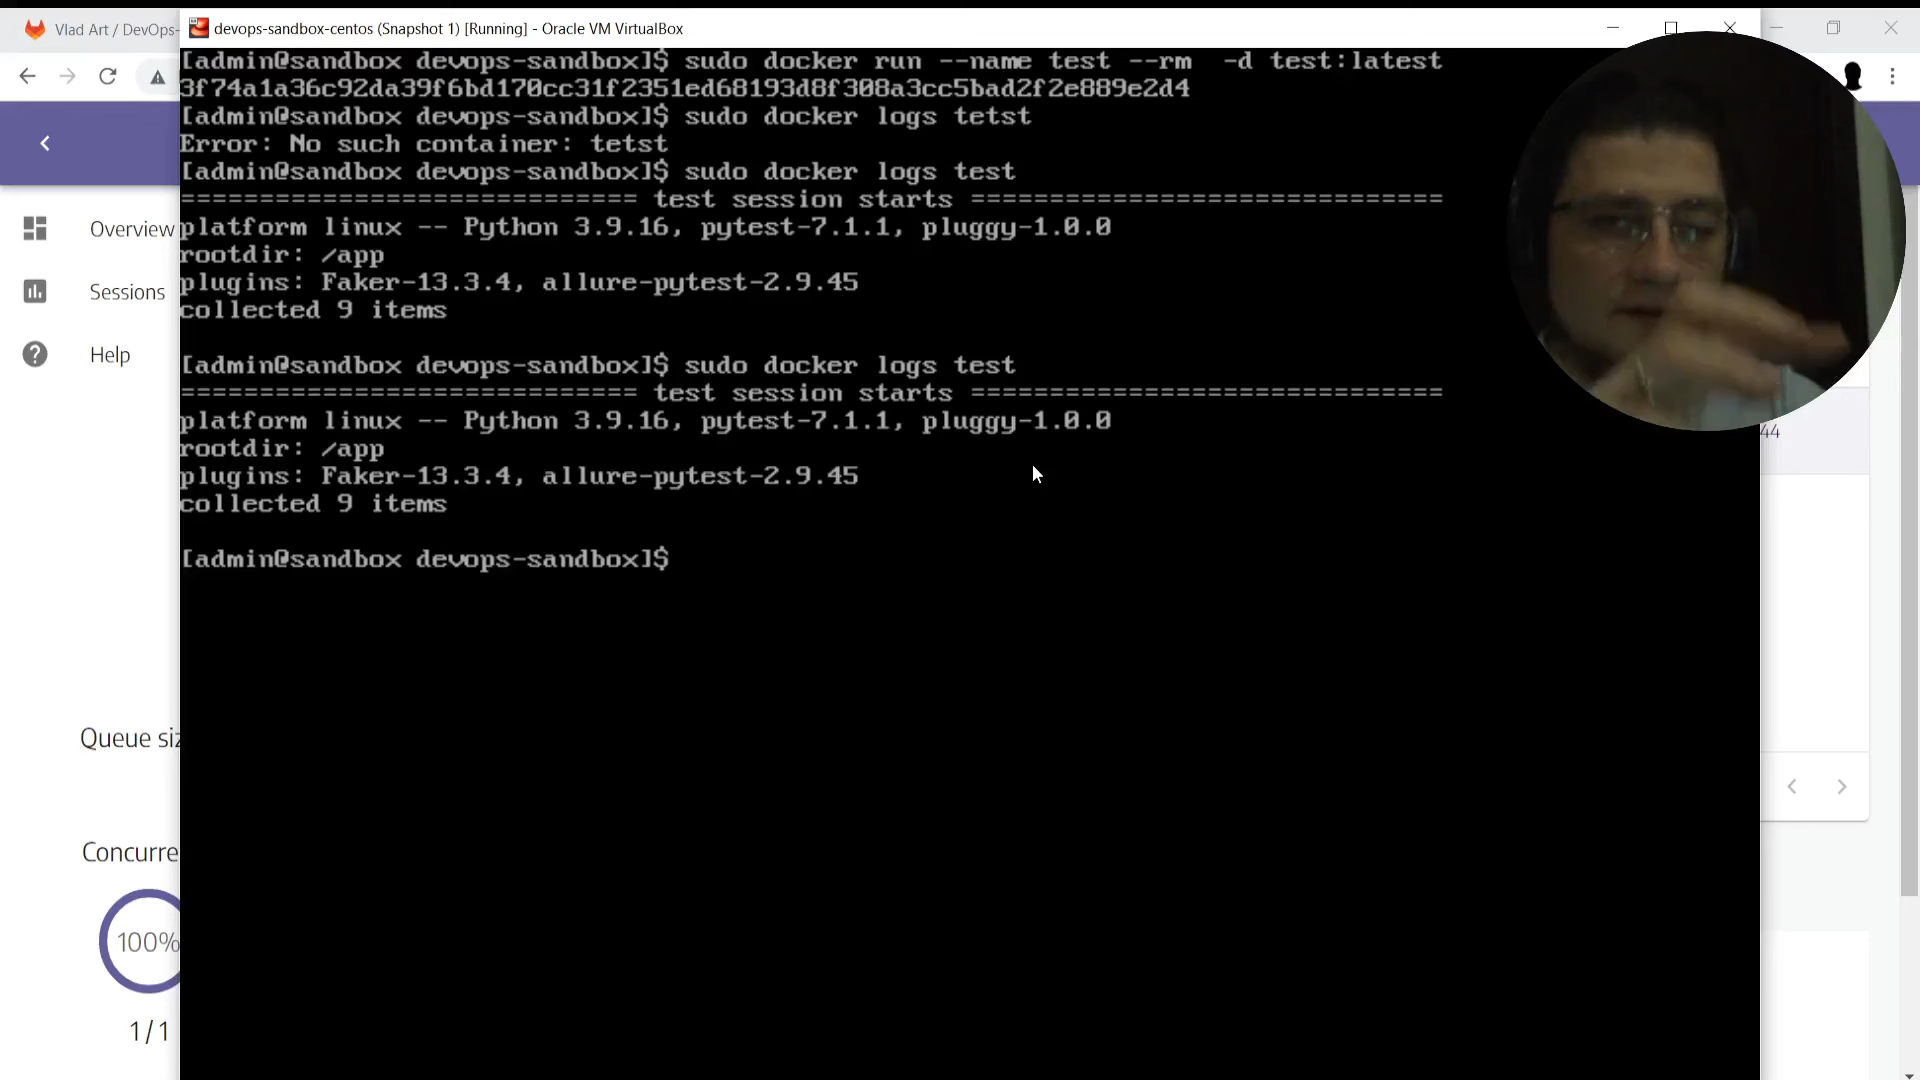 Vlad Art / DevOps-
devops-sandbox-centos (Snapshot 1) [Running] - Oracle VM VirtualBox
[admin@sandbox devops-sandbox]$ sudo docker run --name test --rm  -d test:latest
3f74a1a36c92da39f6bd170cc31f2351ed68193d8f308a3cc5bad2f2e889e2d4
[admin@sandbox devops-sandbox]$ sudo docker logs tetst
Error: No such container: tetst
[admin@sandbox devops-sandbox]$ sudo docker logs test
============================= test session starts ==============================
platform linux -- Python 3.9.16, pytest-7.1.1, pluggy-1.0.0
rootdir: /app
plugins: Faker-13.3.4, allure-pytest-2.9.45
collected 9 items
[admin@sandbox devops-sandbox]$ sudo docker logs test
============================= test session starts ==============================
platform linux -- Python 3.9.16, pytest-7.1.1, pluggy-1.0.0
rootdir: /app
plugins: Faker-13.3.4, allure-pytest-2.9.45
collected 9 items
[admin@sandbox devops-sandbox]$
Overview
Sessions
Help
44
Queue siz
Concurre
100%
1 / 1